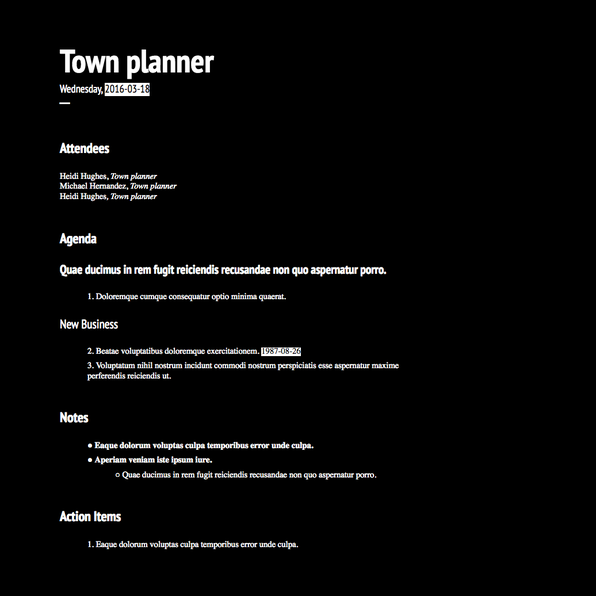 Town planner
Wednesday, 2016-03-18
Attendees
Heidi Hughes, Town planner
Michael Hernandez, Town planner
Heidi Hughes, Town planner
Agenda
Quae ducimus in rem fugit reiciendis recusandae non quo aspernatur porro.
1. Doloremque cumque consequatur optio minima quaerat.
New Business
2. Beatae voluptatibus doloremque exercitationem. 1987-08-26
3. Voluptatum nihil nostrum incidunt commodi nostrum perspiciatis esse aspernatur maxime
perferendis reiciendis ut.
Notes
● Eaque dolorum voluptas culpa temporibus error unde culpa.
● Aperiam veniam iste ipsum iure.
○ Quae ducimus in rem fugit reiciendis recusandae non quo aspernatur porro.
Action Items
1. Eaque dolorum voluptas culpa temporibus error unde culpa.